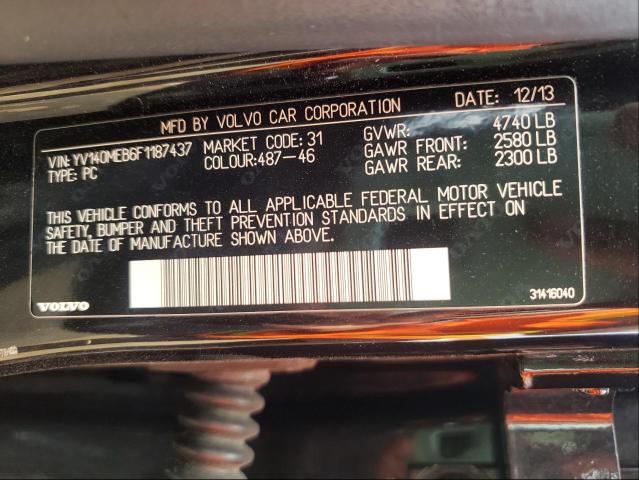 MFD BY VOLVO CAR CORPORATION DATE: 12/13
VIN: YV140MEB6F1187437 MARKET CODE: 31 GVWR: 4740 LB
TYPE: PC COLOUR: 487-46 GAWR FRONT: 2580 LB
GAWR REAR: 2300 LB
THIS VEHICLE CONFORMS TO ALL APPLICABLE FEDERAL MOTOR VEHICLE
SAFETY, BUMPER AND THEFT PREVENTION STANDARDS IN EFFECT ON
THE DATE OF MANUFACTURE SHOWN ABOVE.
VOLVO 31416040